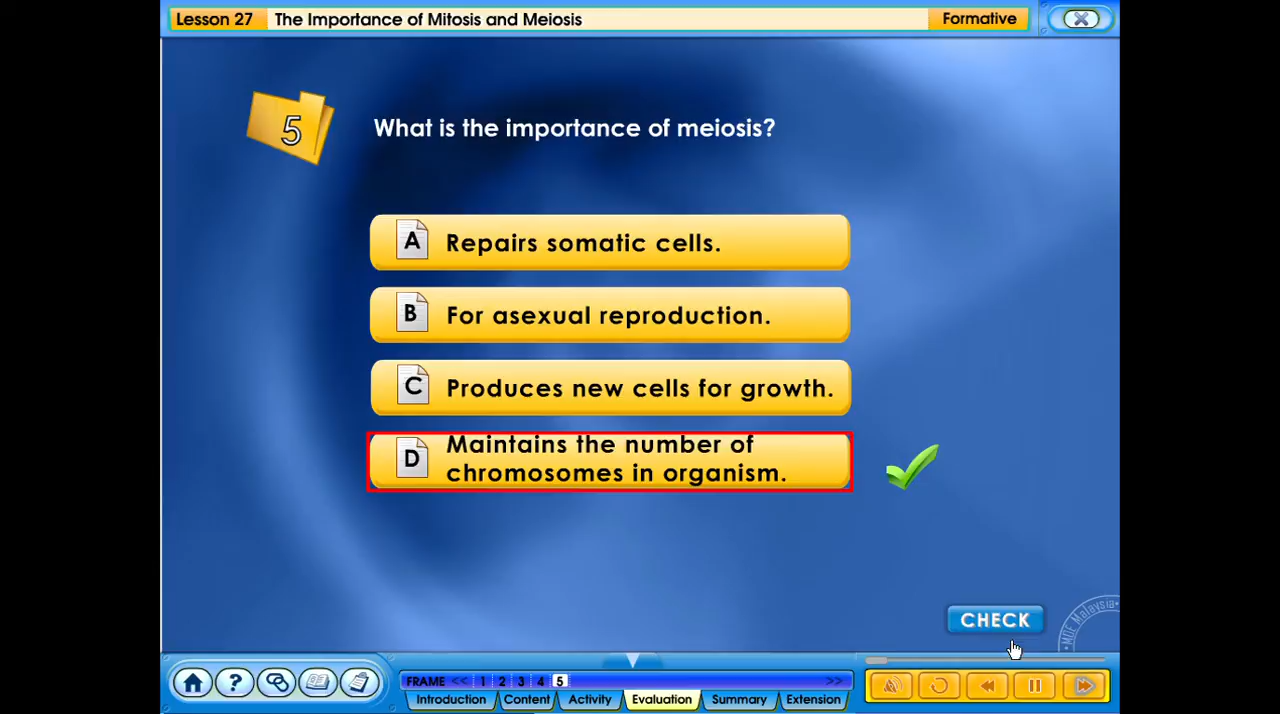 Lesson 27 The Importance of Mitosis and Meiosis Formative
5 What is the importance of meiosis?
A Repairs somatic cells.
B For asexual reproduction.
C Produces new cells for growth.
D Maintains the number of
chromosomes in organism.
CHECK
MDE Malaysia
FRAME << 1 2 3 4 5 >>
Introduction Content Activity Evaluation Summary Extension